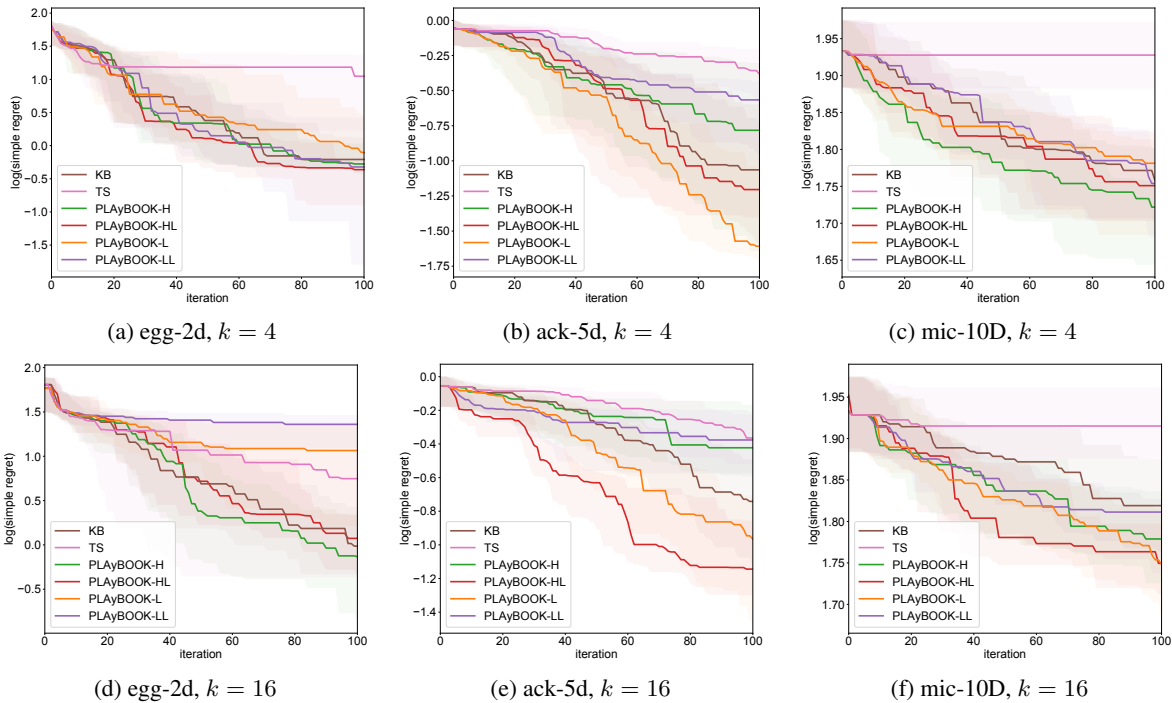 log(simple regret)
2.0
1.5
1.0
0.5
0.0
−0.5
−1.0
−1.5
KB
TS
PLAyBOOK-H
PLAyBOOK-HL
PLAyBOOK-L
PLAyBOOK-LL
0 20 40 60 80 100
iteration
(a) egg-2d, k = 4
log(simple regret)
0.00
−0.25
−0.50
−0.75
−1.00
−1.25
−1.50
−1.75
KB
TS
PLAyBOOK-H
PLAyBOOK-HL
PLAyBOOK-L
PLAyBOOK-LL
0 20 40 60 80 100
iteration
(b) ack-5d, k = 4
log(simple regret)
1.95
1.90
1.85
1.80
1.75
1.70
1.65
KB
TS
PLAyBOOK-H
PLAyBOOK-HL
PLAyBOOK-L
PLAyBOOK-LL
0 20 40 60 80 100
iteration
(c) mic-10D, k = 4
log(simple regret)
2.0
1.5
1.0
0.5
0.0
−0.5
KB
TS
PLAyBOOK-H
PLAyBOOK-HL
PLAyBOOK-L
PLAyBOOK-LL
0 20 40 60 80 100
iteration
(d) egg-2d, k = 16
log(simple regret)
0.0
−0.2
−0.4
−0.6
−0.8
−1.0
−1.2
−1.4
KB
TS
PLAyBOOK-H
PLAyBOOK-HL
PLAyBOOK-L
PLAyBOOK-LL
0 20 40 60 80 100
iteration
(e) ack-5d, k = 16
log(simple regret)
1.95
1.90
1.85
1.80
1.75
1.70
KB
TS
PLAyBOOK-H
PLAyBOOK-HL
PLAyBOOK-L
PLAyBOOK-LL
0 20 40 60 80 100
iteration
(f) mic-10D, k = 16